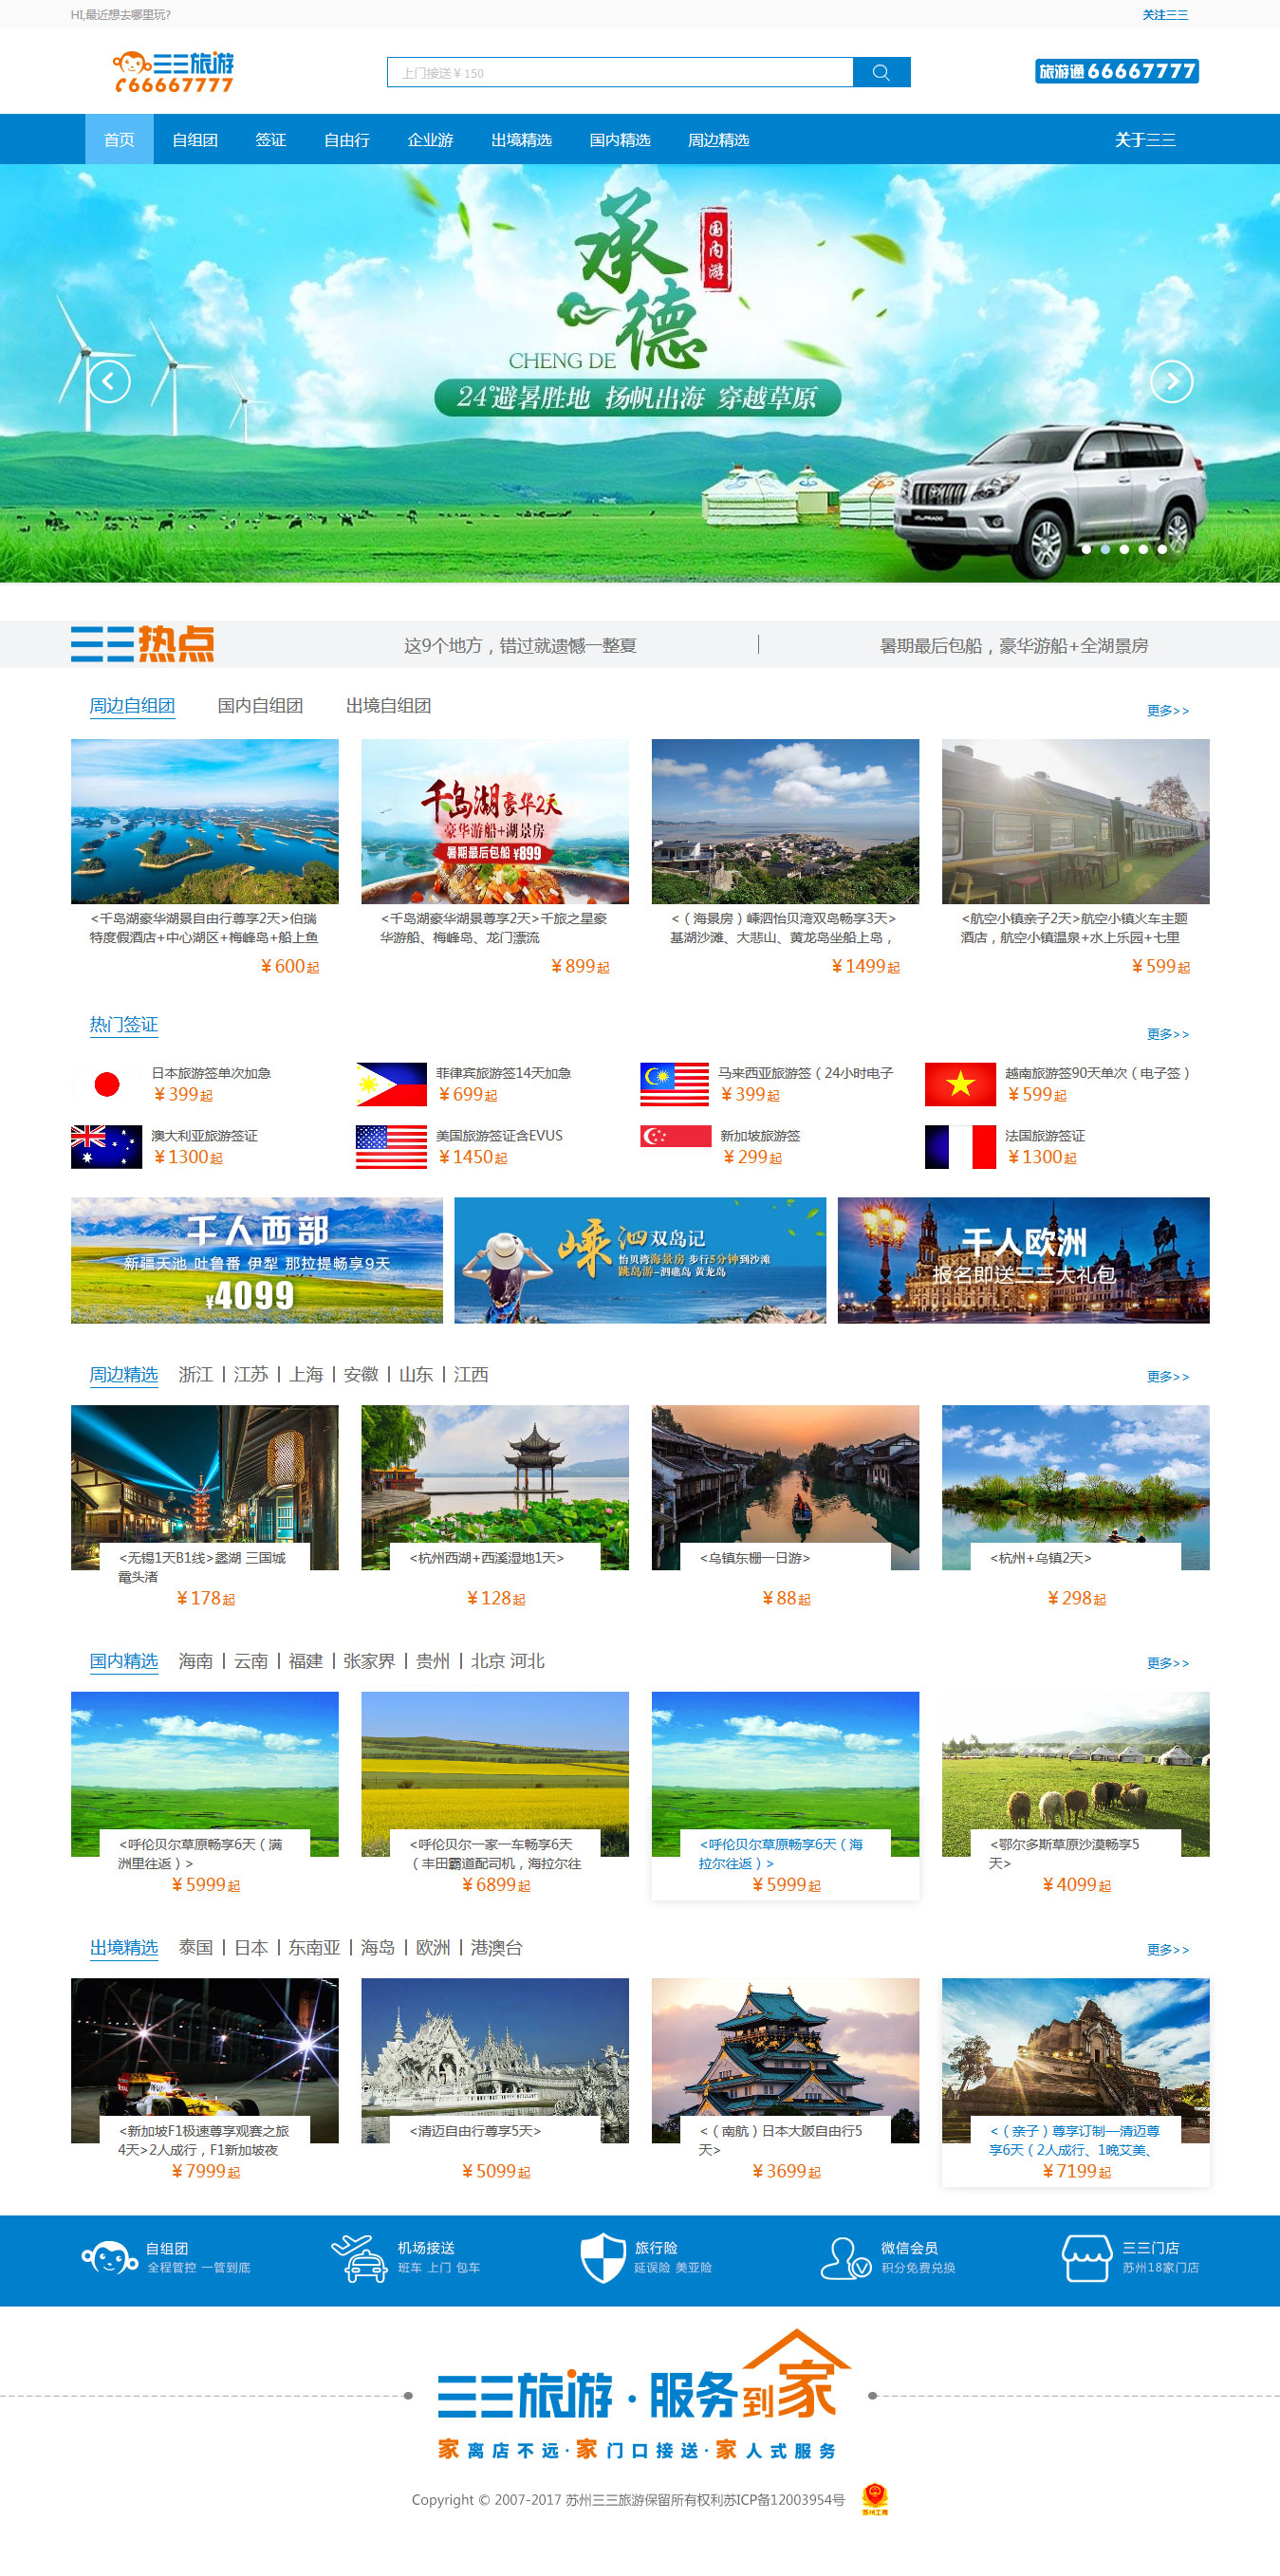 HI,最近想去哪里玩?
关注三三
三三旅游
66667777
上门接送￥150
旅游通66667777
首页 自组团 签证 自由行 企业游 出境精选 国内精选 周边精选 关于三三
承德
国内游
CHENG DE
24°避暑胜地 扬帆出海 穿越草原
三三热点
这9个地方，错过就遗憾一整夏
暑期最后包船，豪华游船+全湖景房
周边自组团 国内自组团 出境自组团 更多>>
千岛湖豪华2天
豪华游船+湖景房
暑期最后包船 ¥899
<千岛湖豪华湖景自由行尊享2天>伯瑞
特度假酒店+中心湖区+梅峰岛+船上鱼
￥600起
<千岛湖豪华湖景尊享2天>千旅之星豪
华游船、梅峰岛、龙门漂流
￥899起
<（海景房）嵊泗怡贝湾双岛畅享3天>
基湖沙滩、大悲山、黄龙岛坐船上岛，
￥1499起
<航空小镇亲子2天>航空小镇火车主题
酒店，航空小镇温泉+水上乐园+七里
￥599起
热门签证 更多>>
日本旅游签单次加急
￥399起
菲律宾旅游签14天加急
￥699起
马来西亚旅游签（24小时电子
￥399起
越南旅游签90天单次（电子签）
￥599起
澳大利亚旅游签证
￥1300起
美国旅游签证含EVUS
￥1450起
新加坡旅游签
￥299起
法国旅游签证
￥1300起
千人西部
新疆天池 吐鲁番 伊犁 那拉提畅享9天
¥4099
嵊泗双岛记
怡贝湾海景房 步行5分钟到沙滩
跳岛游-泗礁岛 黄龙岛
千人欧洲
报名即送三三大礼包
周边精选 浙江 | 江苏 | 上海 | 安徽 | 山东 | 江西 更多>>
<无锡1天B1线>蠡湖 三国城
鼋头渚
￥178起
<杭州西湖+西溪湿地1天>
￥128起
<乌镇东栅一日游>
￥88起
<杭州+乌镇2天>
￥298起
国内精选 海南 | 云南 | 福建 | 张家界 | 贵州 | 北京 河北 更多>>
<呼伦贝尔草原畅享6天（满
洲里往返）>
￥5999起
<呼伦贝尔一家一车畅享6天
（丰田霸道配司机，海拉尔往
￥6899起
<呼伦贝尔草原畅享6天（海
拉尔往返）>
￥5999起
<鄂尔多斯草原沙漠畅享5
天>
￥4099起
出境精选 泰国 | 日本 | 东南亚 | 海岛 | 欧洲 | 港澳台 更多>>
<新加坡F1极速尊享观赛之旅
4天>2人成行，F1新加坡夜
￥7999起
<清迈自由行尊享5天>
￥5099起
<（南航）日本大阪自由行5
天>
￥3699起
<（亲子）尊享订制—清迈尊
享6天（2人成行、1晚艾美、
￥7199起
自组团
全程管控 一管到底
机场接送
班车 上门 包车
旅行险
延误险 美亚险
微信会员
积分免费兑换
三三门店
苏州18家门店
三三旅游·服务到家
家离店不远·家门口接送·家人式服务
Copyright © 2007-2017 苏州三三旅游保留所有权利苏ICP备12003954号
苏州工商